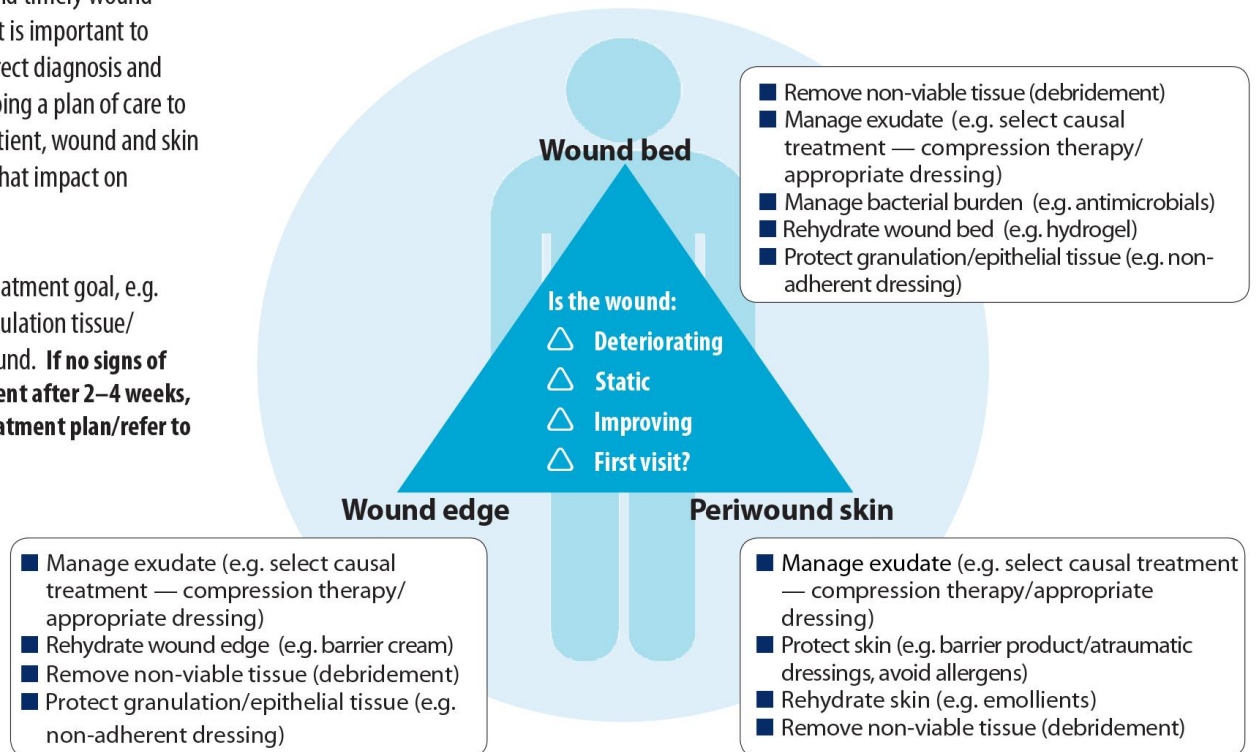 t is important to
rect diagnosis and
ing a plan of care to
tient, wound and skin
hat impact on
atment goal, e.g.
ulation tissue/
und. If no signs of
ent after 2–4 weeks,
atment plan/refer to
Wound bed
■ Remove non-viable tissue (debridement)
■ Manage exudate (e.g. select causal
treatment — compression therapy/
appropriate dressing)
■ Manage bacterial burden (e.g. antimicrobials)
■ Rehydrate wound bed (e.g. hydrogel)
■ Protect granulation/epithelial tissue (e.g. non-
adherent dressing)
Is the wound:
△ Deteriorating
△ Static
△ Improving
△ First visit?
Wound edge
■ Manage exudate (e.g. select causal
treatment — compression therapy/
appropriate dressing)
■ Rehydrate wound edge (e.g. barrier cream)
■ Remove non-viable tissue (debridement)
■ Protect granulation/epithelial tissue (e.g.
non-adherent dressing)
Periwound skin
■ Manage exudate (e.g. select causal treatment
— compression therapy/appropriate
dressing)
■ Protect skin (e.g. barrier product/atraumatic
dressings, avoid allergens)
■ Rehydrate skin (e.g. emollients)
■ Remove non-viable tissue (debridement)